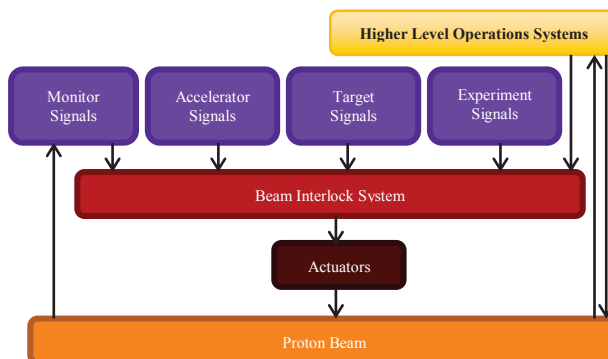 Higher Level Operations Systems
Monitor
Signals
Accelerator
Signals
Target
Signals
Experiment
Signals
Beam Interlock System
Actuators
Proton Beam